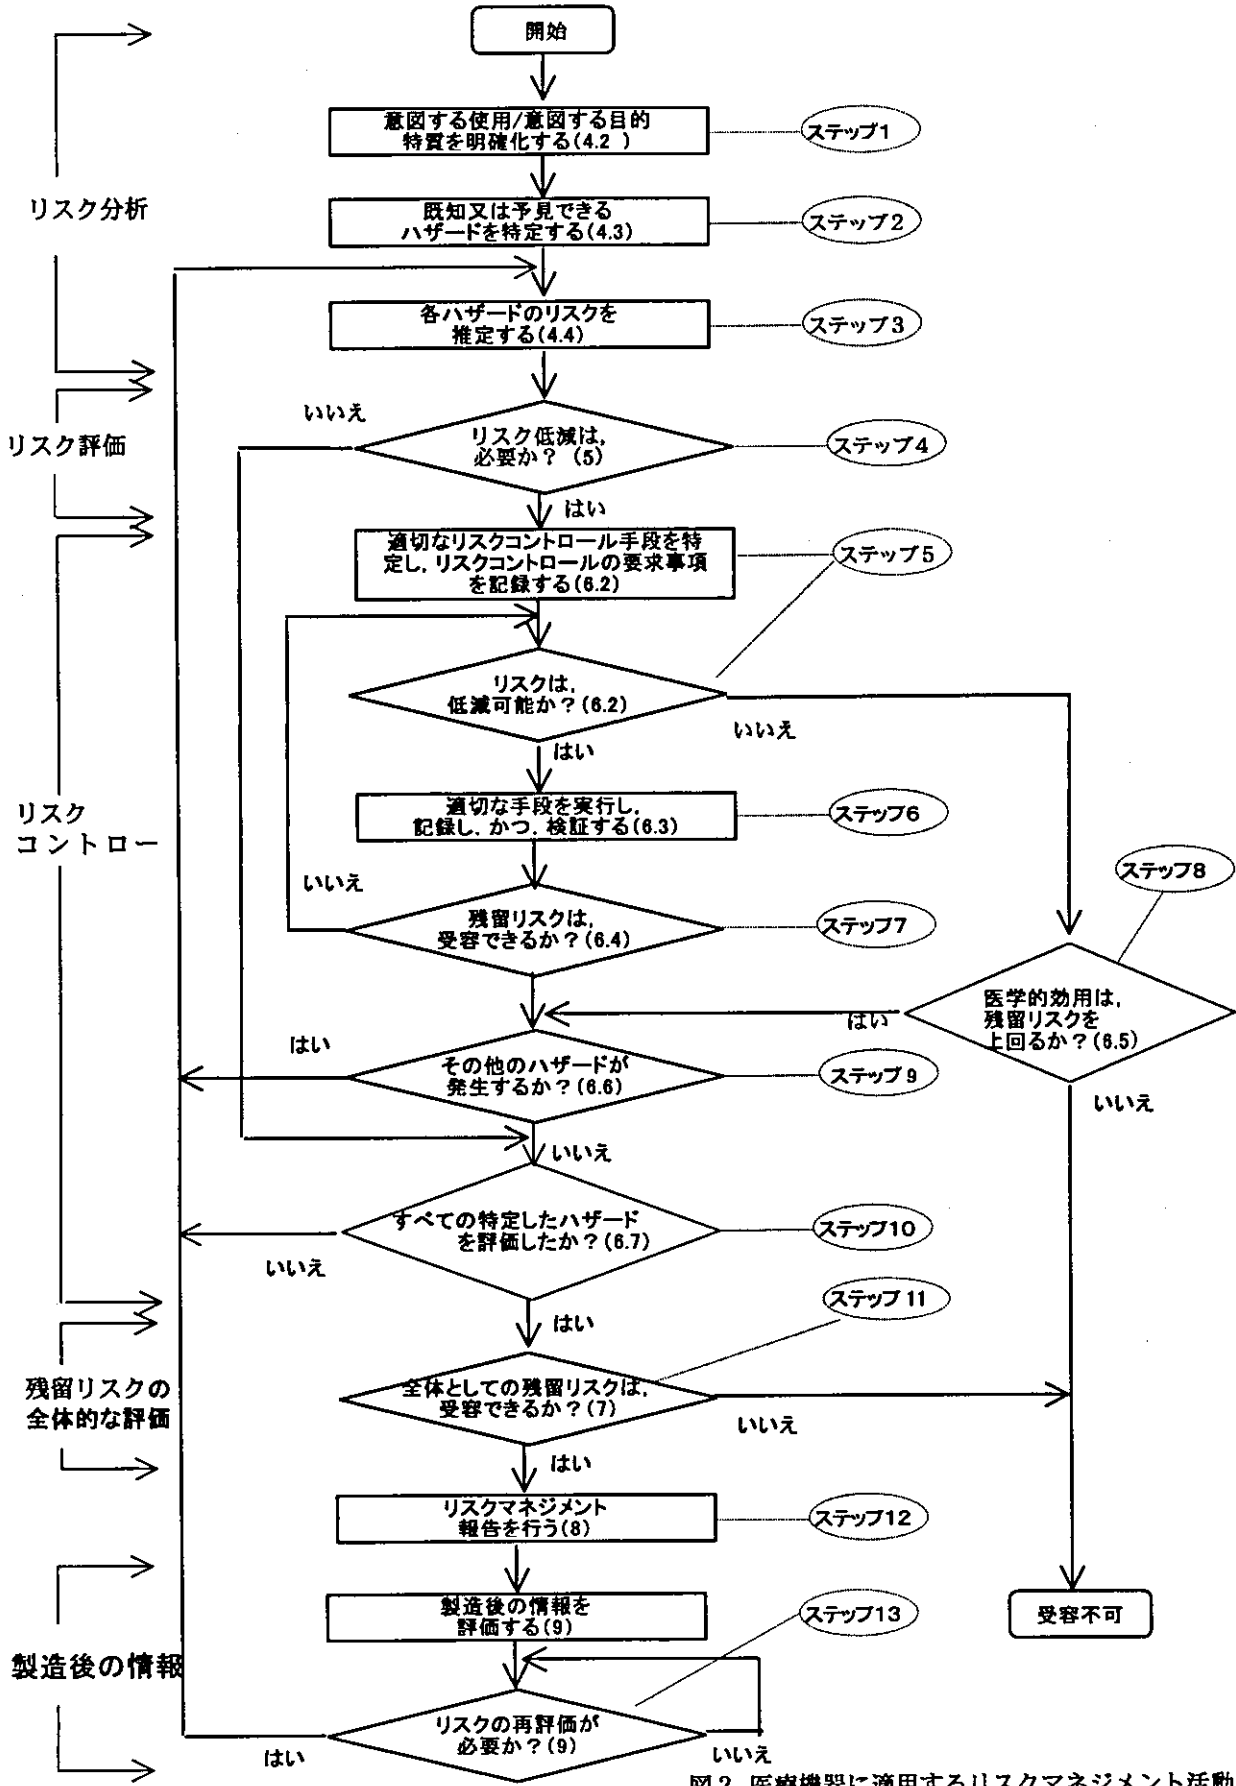 開始
意図する使用/意図する目的
特質を明確化する(4.2 )
ステップ1
リスク分析
既知又は予見できる
ハザードを特定する(4.3)
ステップ2
各ハザードのリスクを
推定する(4.4)
ステップ3
いいえ
リスク評価
リスク低減は,
必要か? (5)
ステップ4
はい
適切なリスクコントロール手段を特
定し, リスクコントロールの要求事項
を記録する(6.2)
ステップ5
リスクは,
低減可能か?(6.2)
いいえ
はい
リスク
コントロー
適切な手段を実行し,
記録し, かつ, 検証する(6.3)
ステップ6
いいえ
ステップ8
残留リスクは,
受容できるか?(6.4)
ステップ7
医学的効用は,
残留リスクを
上回るか?(6.5)
はい
はい
その他のハザードが
発生するか?(6.6)
ステップ9
いいえ
いいえ
すべての特定したハザード
を評価したか?(6.7)
ステップ10
いいえ
ステップ11
はい
残留リスクの
全体的な評価
全体としての残留リスクは,
受容できるか?(7)
いいえ
はい
リスクマネジメント
報告を行う(8)
ステップ12
製造後の情報を
評価する(9)
ステップ13
受容不可
製造後の情報
リスクの再評価が
必要か?(9)
はい
いいえ
図2 医療機器に適用するリスクマネジメント活動